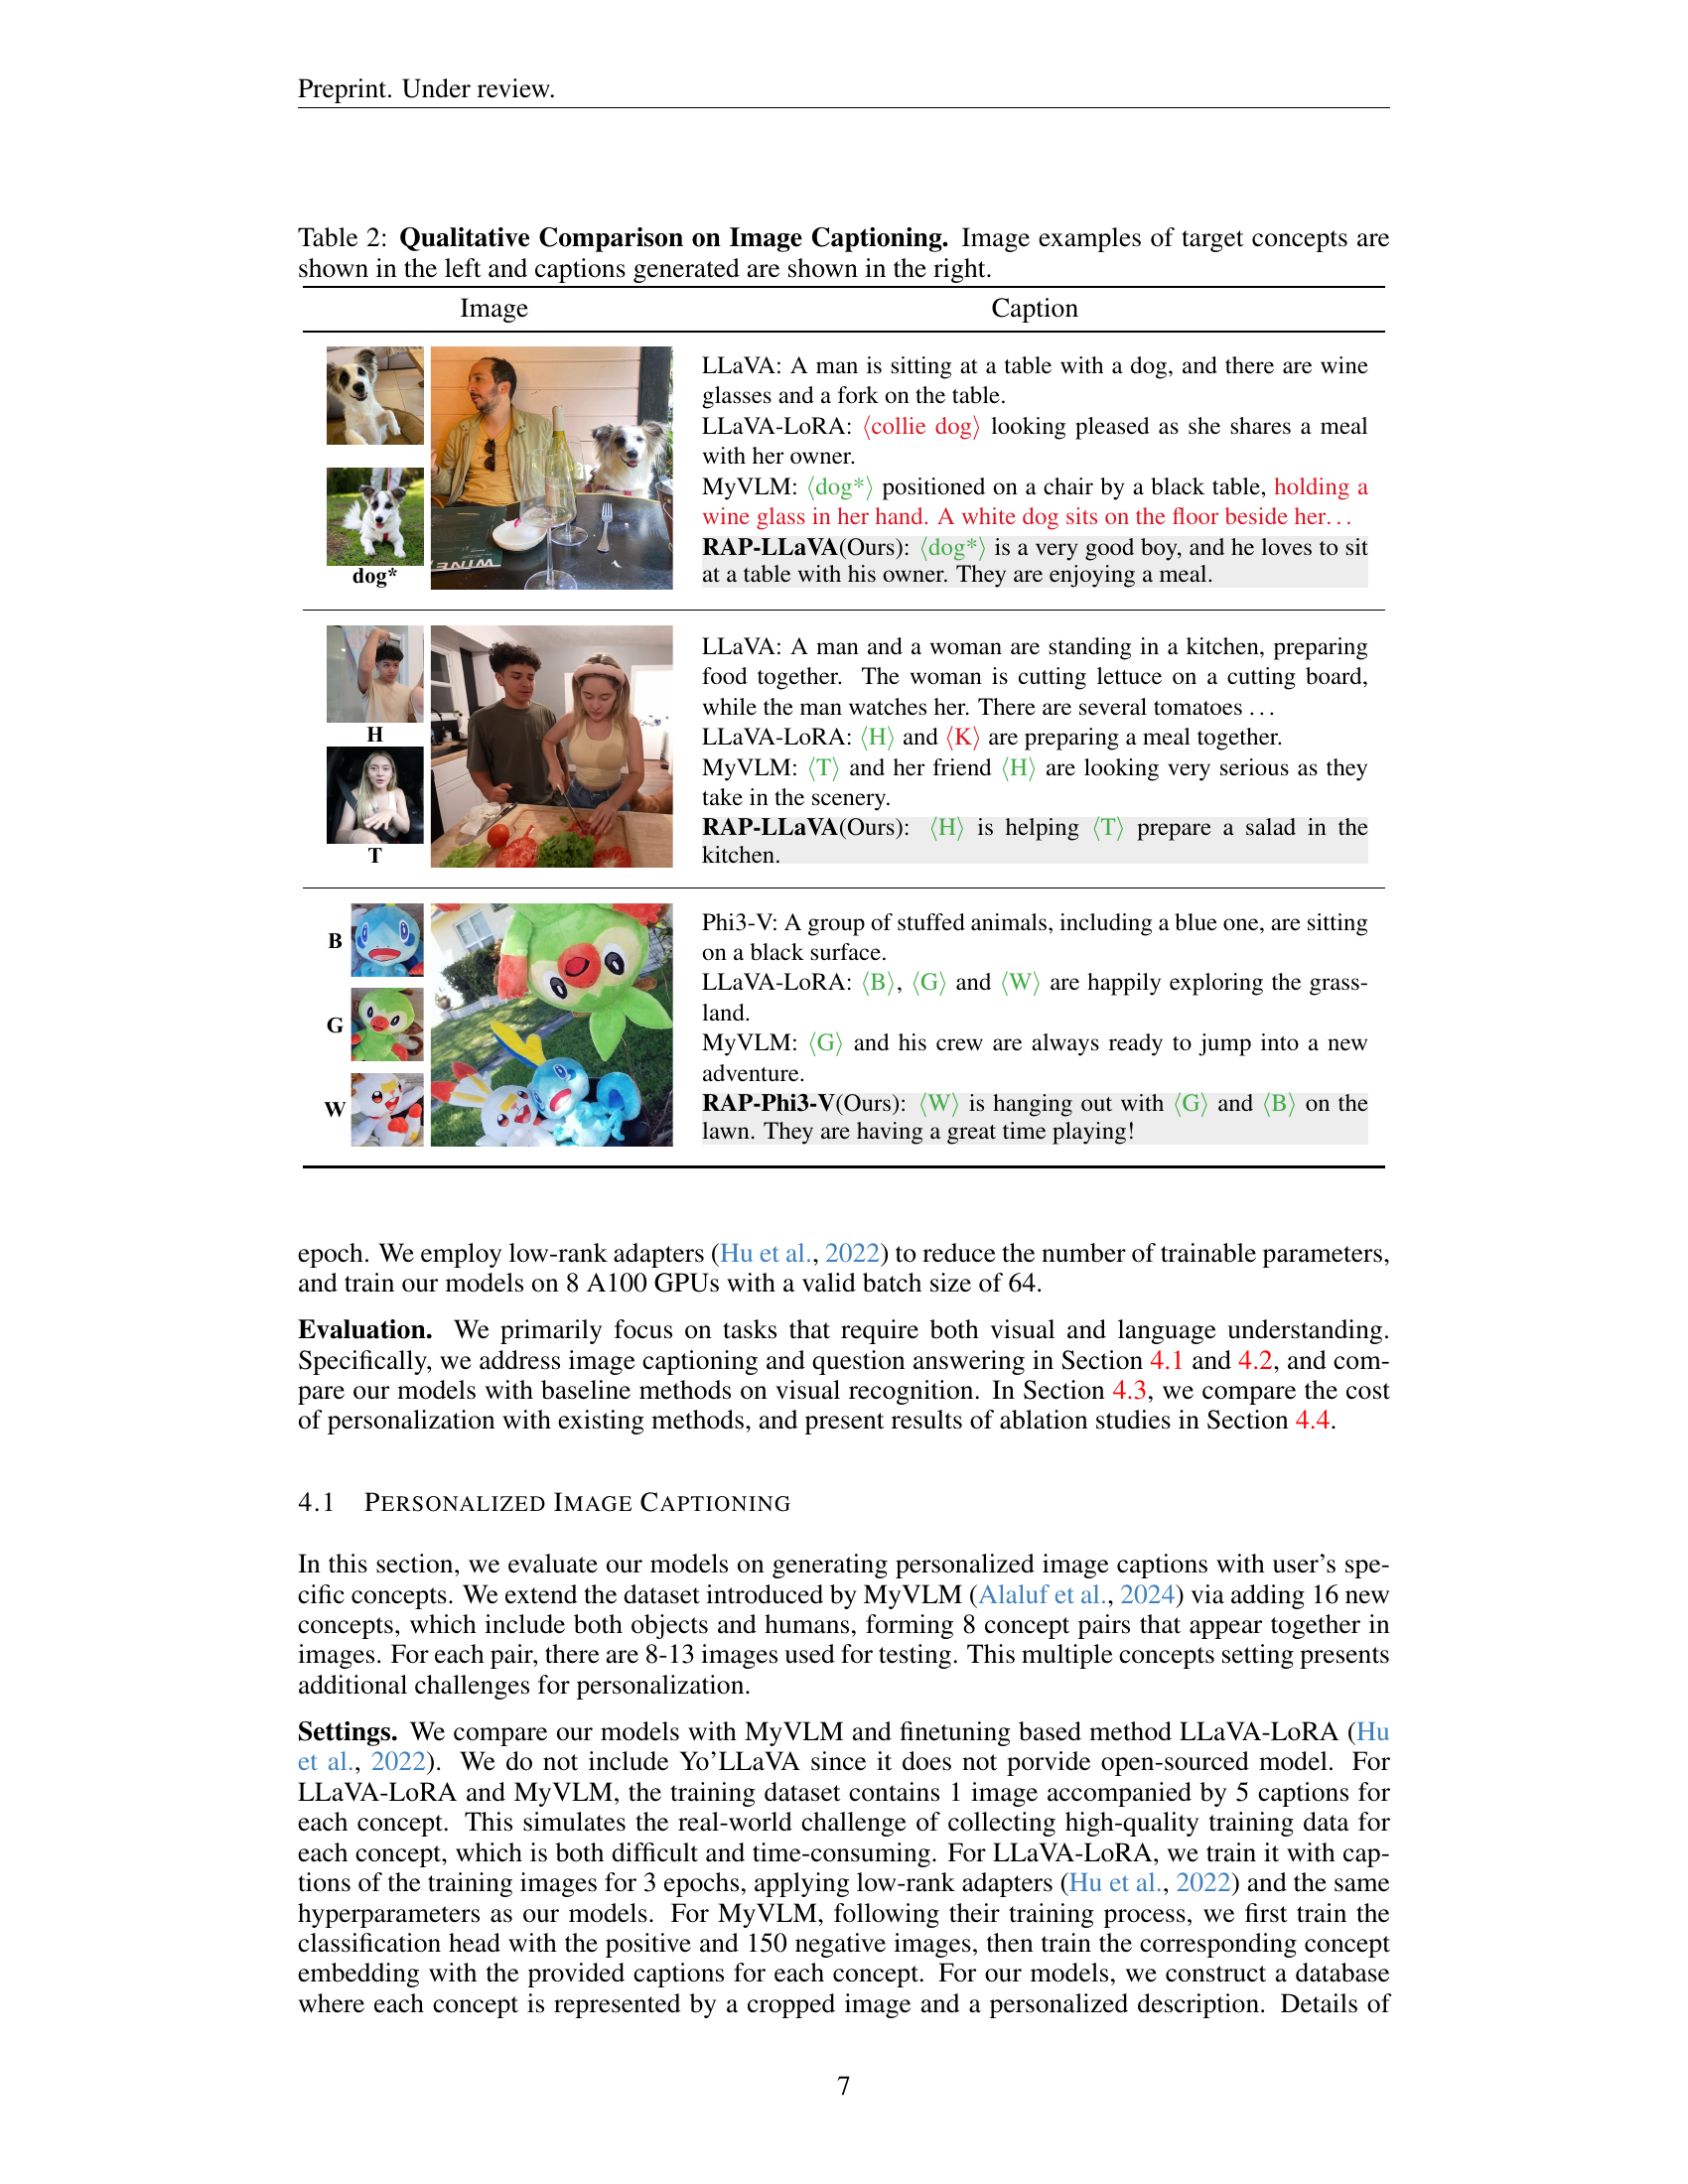 Preprint. Under review.
Table 2: Qualitative Comparison on Image Captioning. Image examples of target concepts are
shown in the left and captions generated are shown in the right.
Image Caption
LLaVA: A man is sitting at a table with a dog, and there are wine
glasses and a fork on the table.
LLaVA-LoRA: ⟨collie dog⟩ looking pleased as she shares a meal
with her owner.
MyVLM: ⟨dog*⟩ positioned on a chair by a black table, holding a
wine glass in her hand. A white dog sits on the floor beside her...
RAP-LLaVA(Ours): ⟨dog*⟩ is a very good boy, and he loves to sit
at a table with his owner. They are enjoying a meal.
dog*
WINE
LLaVA: A man and a woman are standing in a kitchen, preparing
food together. The woman is cutting lettuce on a cutting board,
while the man watches her. There are several tomatoes ...
LLaVA-LoRA: ⟨H⟩ and ⟨K⟩ are preparing a meal together.
MyVLM: ⟨T⟩ and her friend ⟨H⟩ are looking very serious as they
take in the scenery.
RAP-LLaVA(Ours): ⟨H⟩ is helping ⟨T⟩ prepare a salad in the
kitchen.
H
T
B
G
W
Phi3-V: A group of stuffed animals, including a blue one, are sitting
on a black surface.
LLaVA-LoRA: ⟨B⟩, ⟨G⟩ and ⟨W⟩ are happily exploring the grass-
land.
MyVLM: ⟨G⟩ and his crew are always ready to jump into a new
adventure.
RAP-Phi3-V(Ours): ⟨W⟩ is hanging out with ⟨G⟩ and ⟨B⟩ on the
lawn. They are having a great time playing!
epoch. We employ low-rank adapters (Hu et al., 2022) to reduce the number of trainable parameters,
and train our models on 8 A100 GPUs with a valid batch size of 64.
Evaluation. We primarily focus on tasks that require both visual and language understanding.
Specifically, we address image captioning and question answering in Section 4.1 and 4.2, and com-
pare our models with baseline methods on visual recognition. In Section 4.3, we compare the cost
of personalization with existing methods, and present results of ablation studies in Section 4.4.
4.1 PERSONALIZED IMAGE CAPTIONING
In this section, we evaluate our models on generating personalized image captions with user's spe-
cific concepts. We extend the dataset introduced by MyVLM (Alaluf et al., 2024) via adding 16 new
concepts, which include both objects and humans, forming 8 concept pairs that appear together in
images. For each pair, there are 8-13 images used for testing. This multiple concepts setting presents
additional challenges for personalization.
Settings. We compare our models with MyVLM and finetuning based method LLaVA-LoRA (Hu
et al., 2022). We do not include Yo'LLaVA since it does not porvide open-sourced model. For
LLaVA-LoRA and MyVLM, the training dataset contains 1 image accompanied by 5 captions for
each concept. This simulates the real-world challenge of collecting high-quality training data for
each concept, which is both difficult and time-consuming. For LLaVA-LoRA, we train it with cap-
tions of the training images for 3 epochs, applying low-rank adapters (Hu et al., 2022) and the same
hyperparameters as our models. For MyVLM, following their training process, we first train the
classification head with the positive and 150 negative images, then train the corresponding concept
embedding with the provided captions for each concept. For our models, we construct a database
where each concept is represented by a cropped image and a personalized description. Details of
7